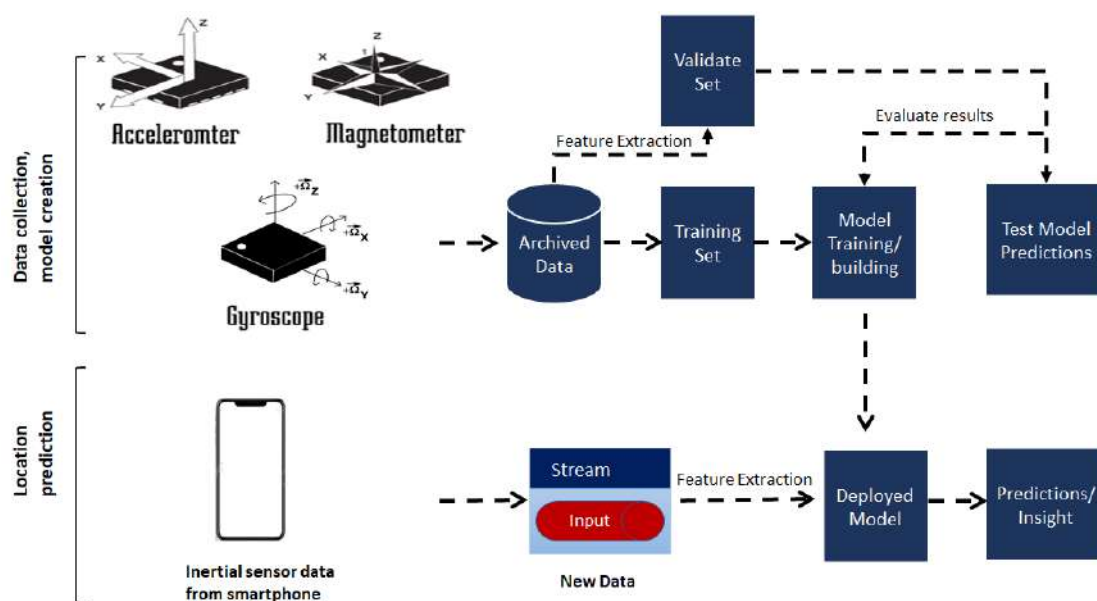 Data collection,
model creation
Z
X
Y
Acceleromter
Z
X
1
Y
Magnetometer
+Ω Z
+Ω X
+Ω Y
Gyroscope
Validate
Set
Feature Extraction
Evaluate results
Archived
Data
Training
Set
Model
Training/
building
Test Model
Predictions
Location
prediction
Inertial sensor data
from smartphone
Stream
Input
New Data
Feature Extraction
Deployed
Model
Predictions/
Insight